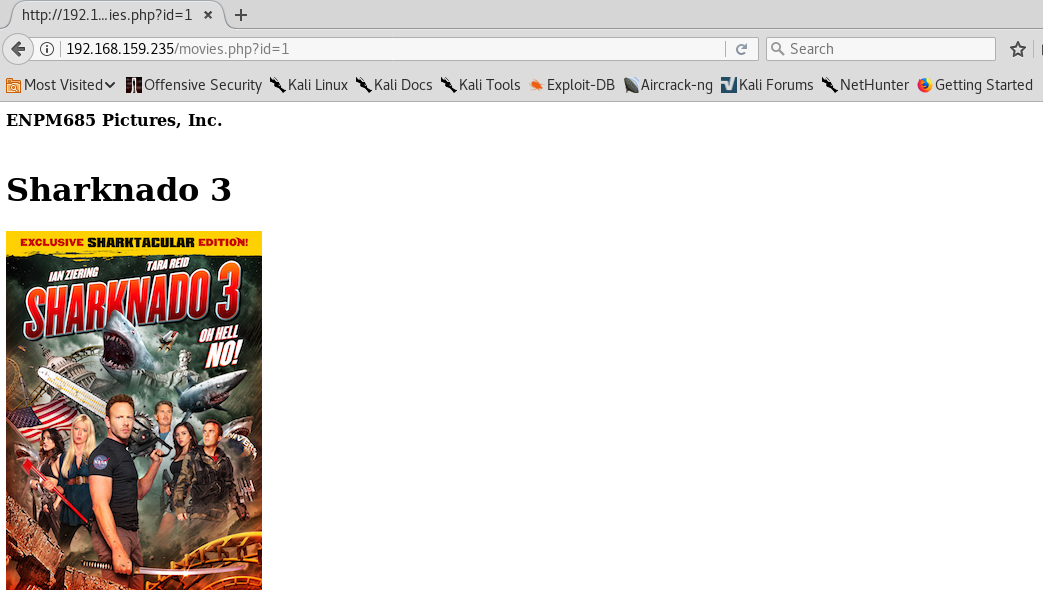 http://192.1...ies.php?id=1
192.168.159.235/movies.php?id=1
Search
Most Visited Offensive Security Kali Linux Kali Docs Kali Tools Exploit-DB Aircrack-ng Kali Forums NetHunter Getting Started
ENPM685 Pictures, Inc.
Sharknado 3
EXCLUSIVE SHARKTACULAR EDITION!
IAN ZIERING TARA REID
SHARKNADO 3
OH HELL
NO!
NASA